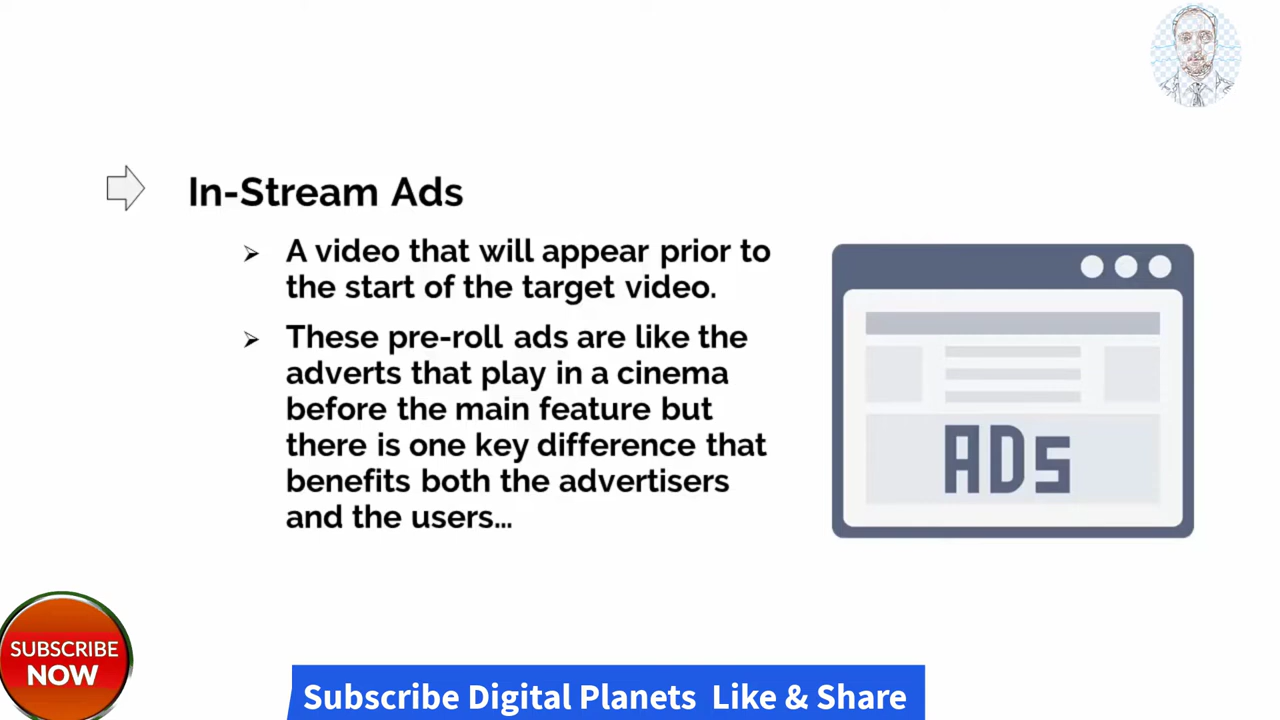 In-Stream Ads
A video that will appear prior to
the start of the target video.
These pre-roll ads are like the
adverts that play in a cinema
before the main feature but
there is one key difference that
benefits both the advertisers
and the users...
ADs
SUBSCRIBE
NOW
Subscribe Digital Planets Like & Share